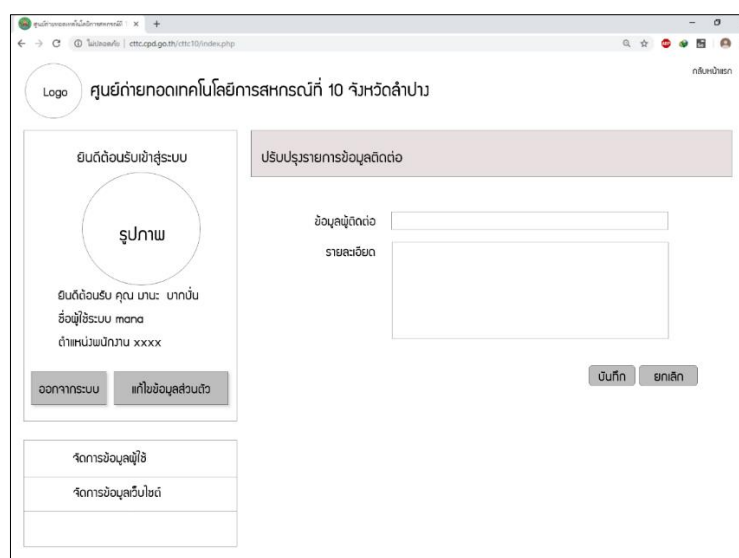 ศูนย์ถ่ายทอดเทคโนโลยีการสหกรณ์ที่ 1
ไม่ปลอดภัย | cttc.cpd.go.th/cttc10/index.php
Logo
ศูนย์ถ่ายทอดเทคโนโลยีการสหกรณ์ที่ 10 จังหวัดลำปาง
กลับหน้าแรก
ยินดีต้อนรับเข้าสู่ระบบ
รูปภาพ
ยินดีต้อนรับ คุณ มานะ บากบั่น
ชื่อผู้ใช้ระบบ mana
ตำแหน่งพนักงาน xxxx
ออกจากระบบ
แก้ไขข้อมูลส่วนตัว
จัดการข้อมูลผู้ใช้
จัดการข้อมูลเว็บไซต์
ปรับปรุงรายการข้อมูลติดต่อ
ข้อมูลผู้ติดต่อ
รายละเอียด
บันทึก
ยกเลิก